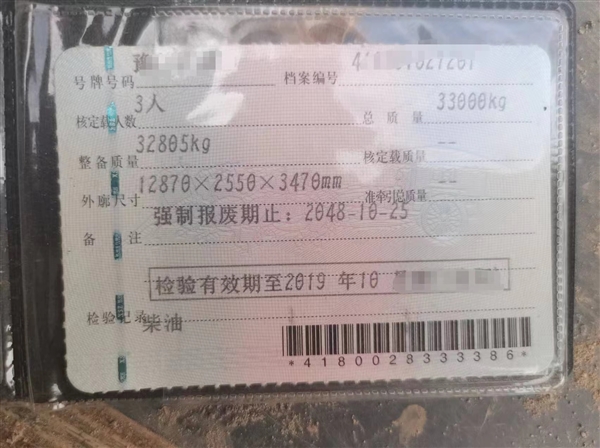 号牌号码 豫 档案编号
核定载人数 3人 总质量 33000kg
整备质量 32805kg 核定载质量 --
外廓尺寸 12870×2550×3470mm 准牵引总质量 --
备注 强制报废期止：2048-10-25
检验有效期至2019 年10
检验记录 柴油
*4180028333386*